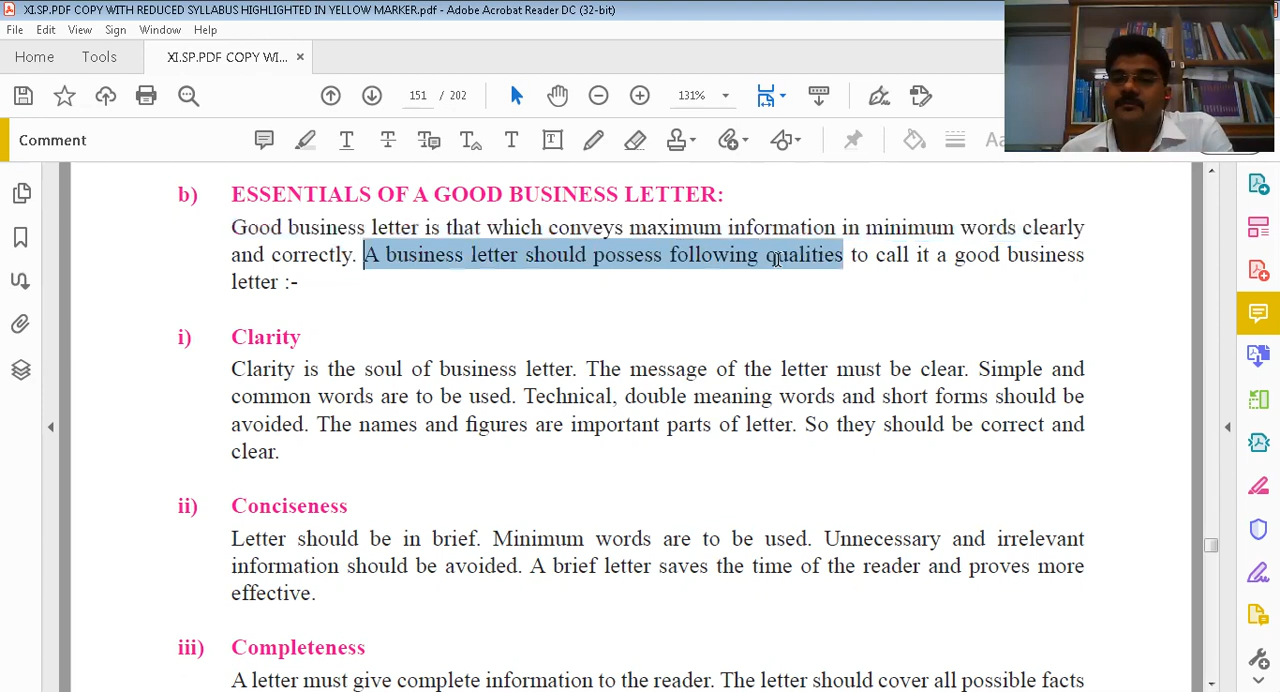 XI.SP.PDF COPY WITH REDUCED SYLLABUS HIGHLIGHTED IN YELLOW MARKER.pdf - Adobe Acrobat Reader DC (32-bit)
File Edit View Sign Window Help
Home Tools XI.SP.PDF COPY WI... ×
151 / 202 131%
Comment
b) ESSENTIALS OF A GOOD BUSINESS LETTER:
Good business letter is that which conveys maximum information in minimum words clearly
and correctly. A business letter should possess following qualities to call it a good business
letter :-
i) Clarity
Clarity is the soul of business letter. The message of the letter must be clear. Simple and
common words are to be used. Technical, double meaning words and short forms should be
avoided. The names and figures are important parts of letter. So they should be correct and
clear.
ii) Conciseness
Letter should be in brief. Minimum words are to be used. Unnecessary and irrelevant
information should be avoided. A brief letter saves the time of the reader and proves more
effective.
iii) Completeness
A letter must give complete information to the reader. The letter should cover all possible facts